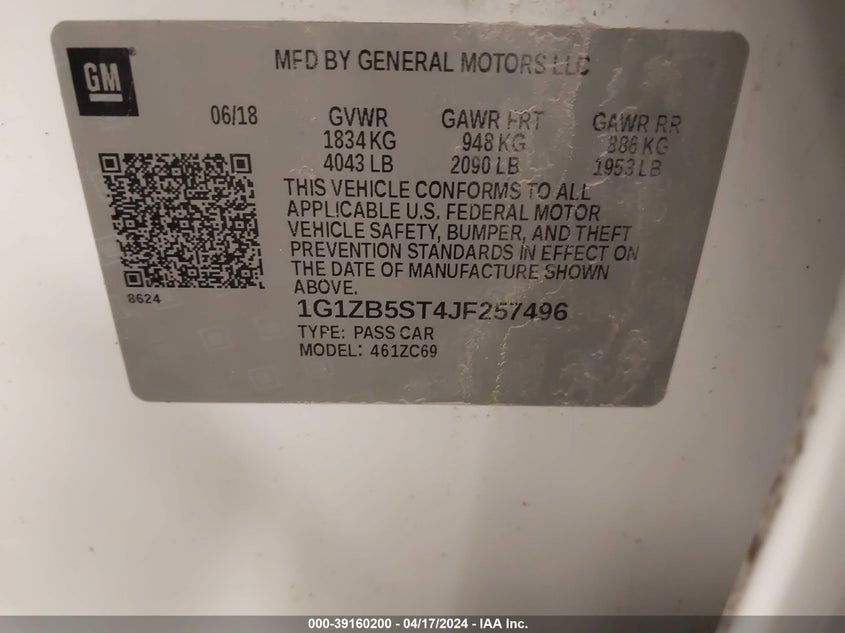 GM
MFD BY GENERAL MOTORS LLC
06/18 GVWR GAWR FRT GAWR RR
1834 KG 948 KG 886 KG
4043 LB 2090 LB 1953 LB
THIS VEHICLE CONFORMS TO ALL
APPLICABLE U.S. FEDERAL MOTOR
VEHICLE SAFETY, BUMPER, AND THEFT
PREVENTION STANDARDS IN EFFECT ON
THE DATE OF MANUFACTURE SHOWN
ABOVE.
8624
1G1ZB5ST4JF257496
TYPE: PASS CAR
MODEL: 461ZC69
000-39160200 - 04/17/2024 - IAA Inc.